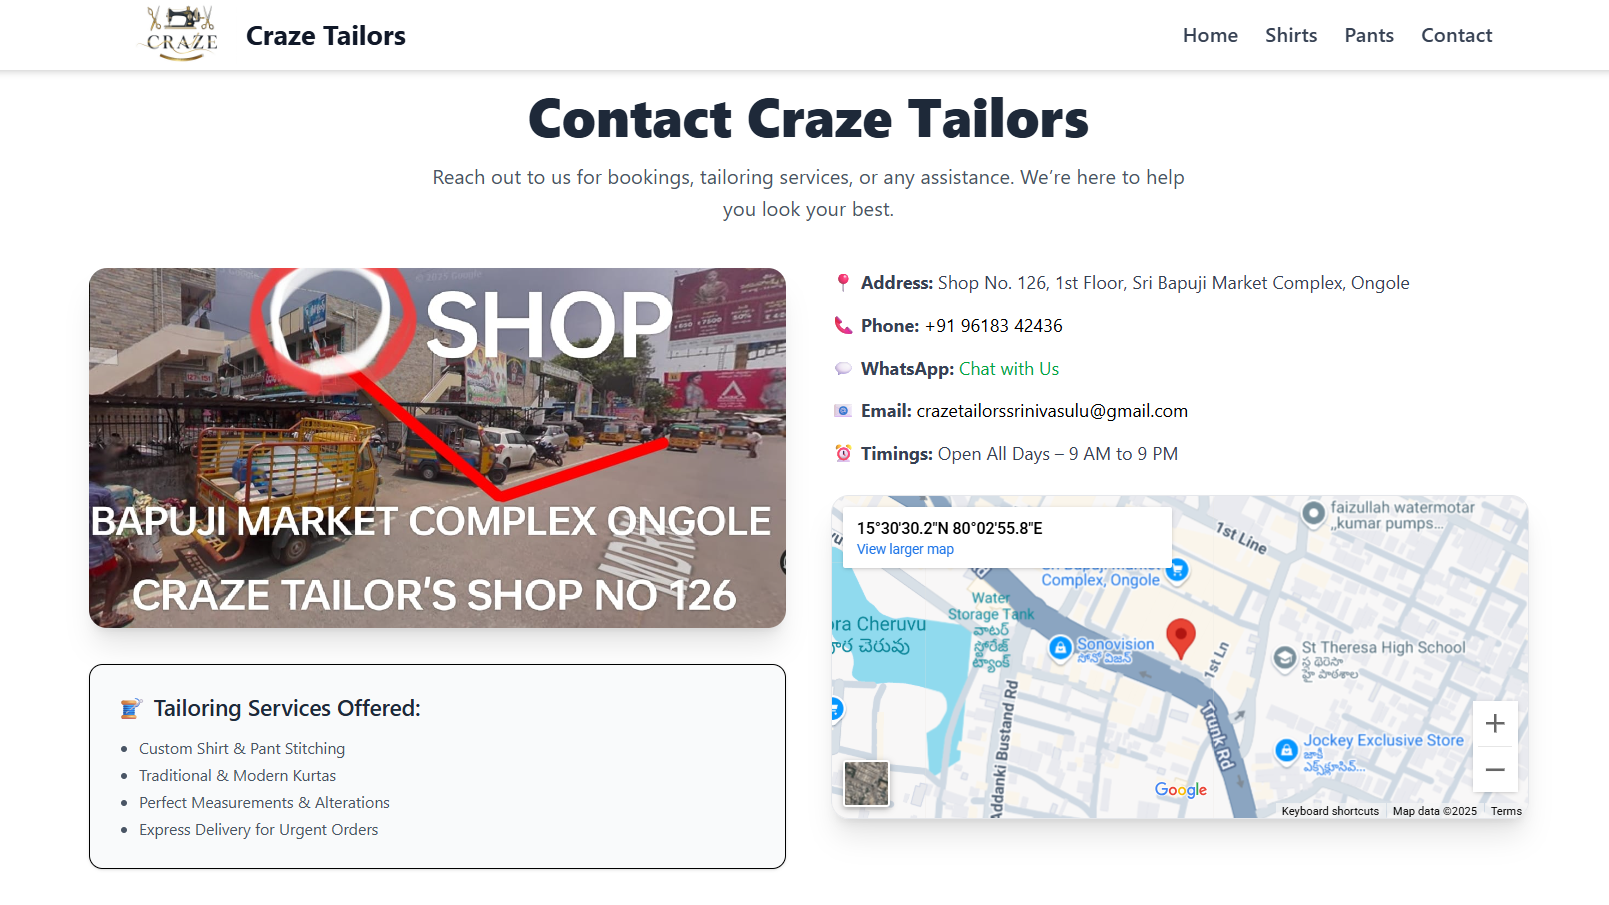 CRAZE
Craze Tailors
Home
Shirts
Pants
Contact
Contact Craze Tailors
Reach out to us for bookings, tailoring services, or any assistance. We’re here to help
you look your best.
SHOP
BAPUJI MARKET COMPLEX ONGOLE
CRAZE TAILOR'S SHOP NO 126
Address: Shop No. 126, 1st Floor, Sri Bapuji Market Complex, Ongole
Phone: +91 96183 42436
WhatsApp: Chat with Us
Email: crazetailorssrinivasulu@gmail.com
Timings: Open All Days – 9 AM to 9 PM
Tailoring Services Offered:
Custom Shirt & Pant Stitching
Traditional & Modern Kurtas
Perfect Measurements & Alterations
Express Delivery for Urgent Orders
15°30'30.2"N 80°02'55.8"E
View larger map
Complex, Ongole
1st Line
faizullah watermotar
,,kumar pumps...
Water
Storage Tank
వాటర్
స్టోరేజ్
ట్యాంక్
ora Cheruvu
చెరువు
Sonovision
సోనో విజన్
1st Ln
St Theresa High School
స్ట థెరిసా
హై పాఠశాల
Addanki Bustand Rd
Trunk Rd
Jockey Exclusive Store
జాకీ
ఎక్స్‌క్లూసివ్...
Google
Keyboard shortcuts
Map data ©2025
Terms